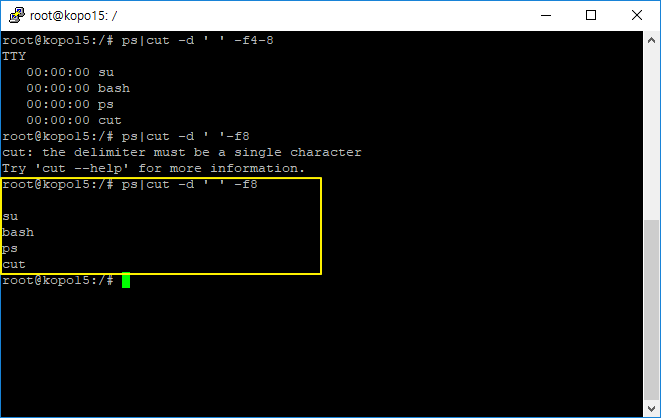 root@kopo15: /
root@kopo15:/# ps|cut -d ' ' -f4-8
TTY
   00:00:00 su
   00:00:00 bash
   00:00:00 ps
   00:00:00 cut
root@kopo15:/# ps|cut -d ' '-f8
cut: the delimiter must be a single character
Try 'cut --help' for more information.
root@kopo15:/# ps|cut -d ' ' -f8

su
bash
ps
cut
root@kopo15:/#